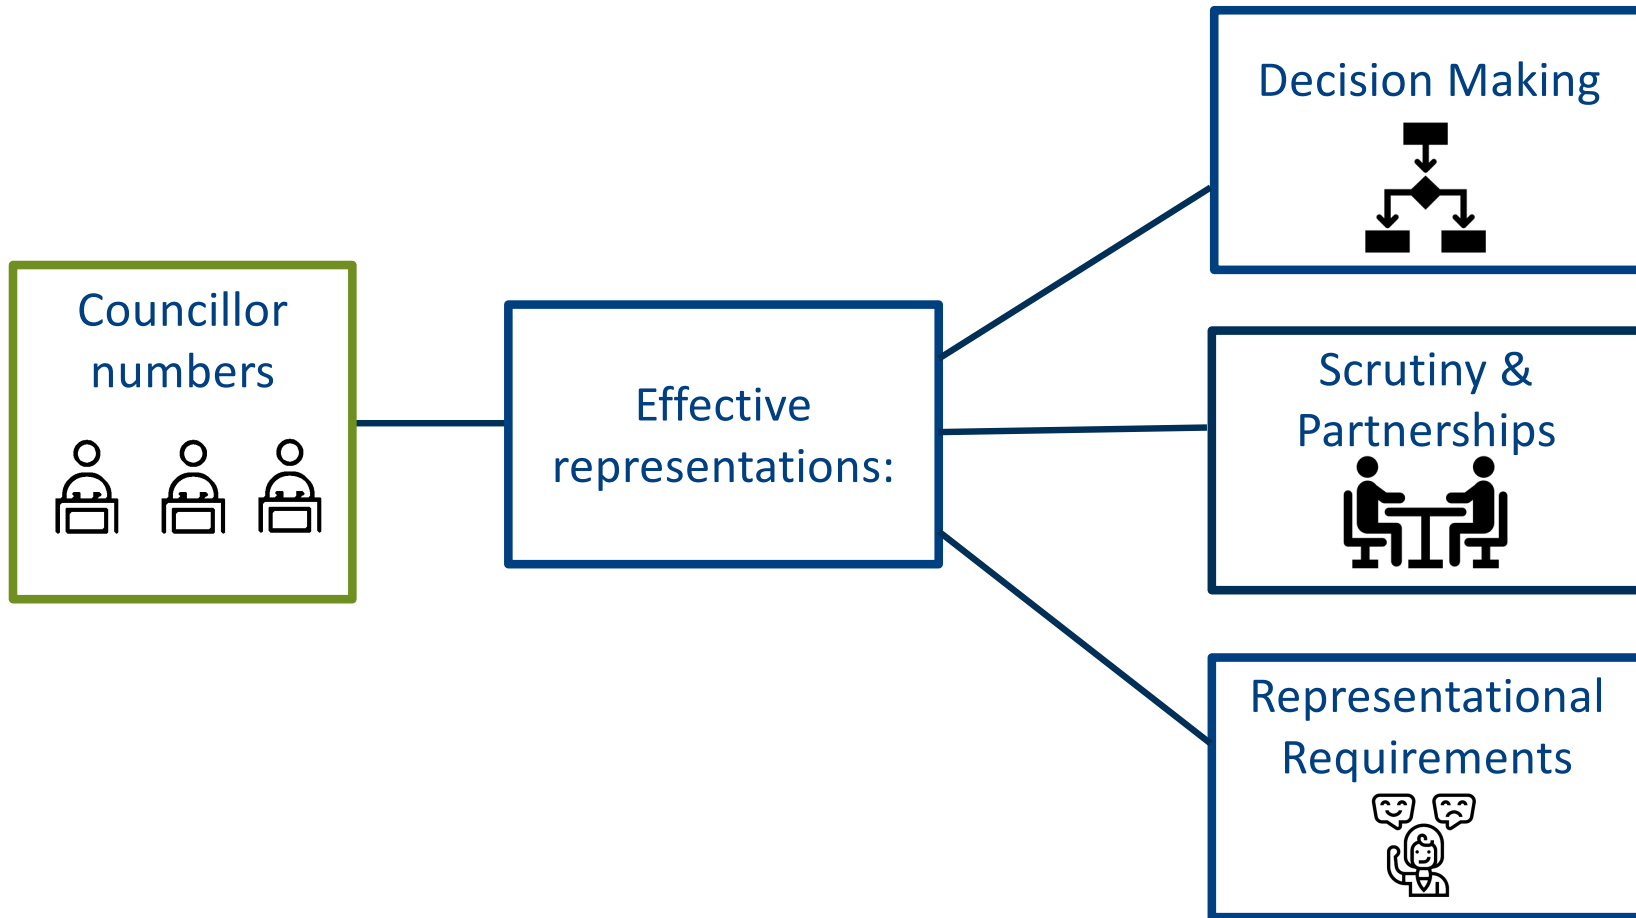 Councillor
numbers
Effective
representations:
Decision Making
Scrutiny &
Partnerships
Representational
Requirements